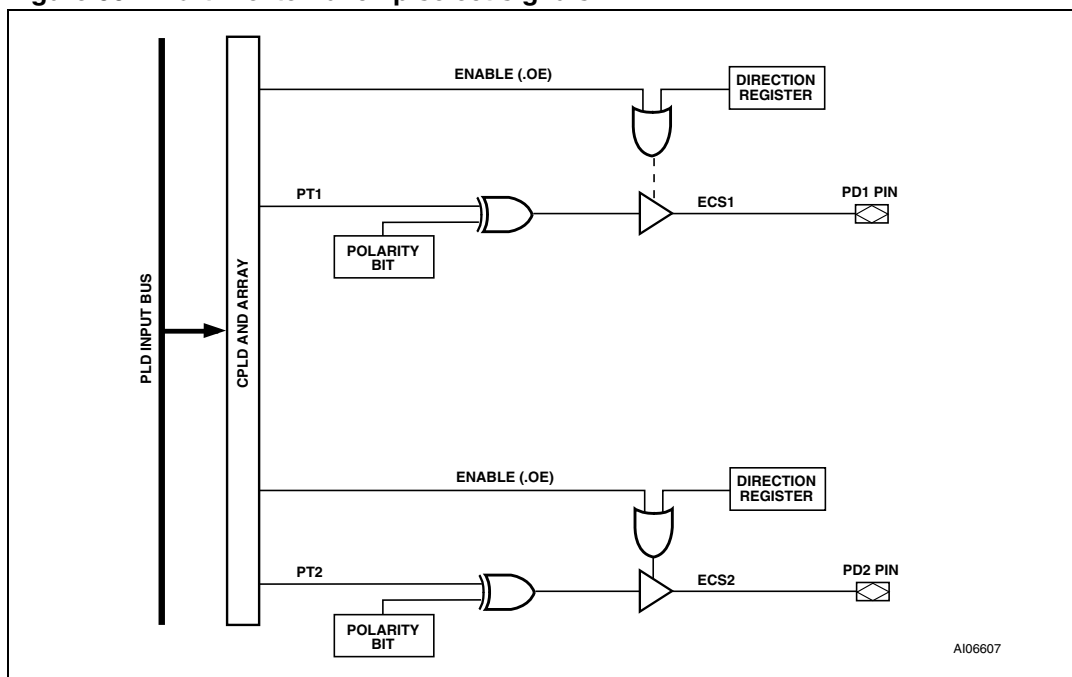 ENABLE (.OE)
DIRECTION
REGISTER
PT1
ECS1
PD1 PIN
POLARITY
BIT
PLD INPUT BUS
CPLD AND ARRAY
ENABLE (.OE)
DIRECTION
REGISTER
PT2
ECS2
PD2 PIN
POLARITY
BIT
AI06607